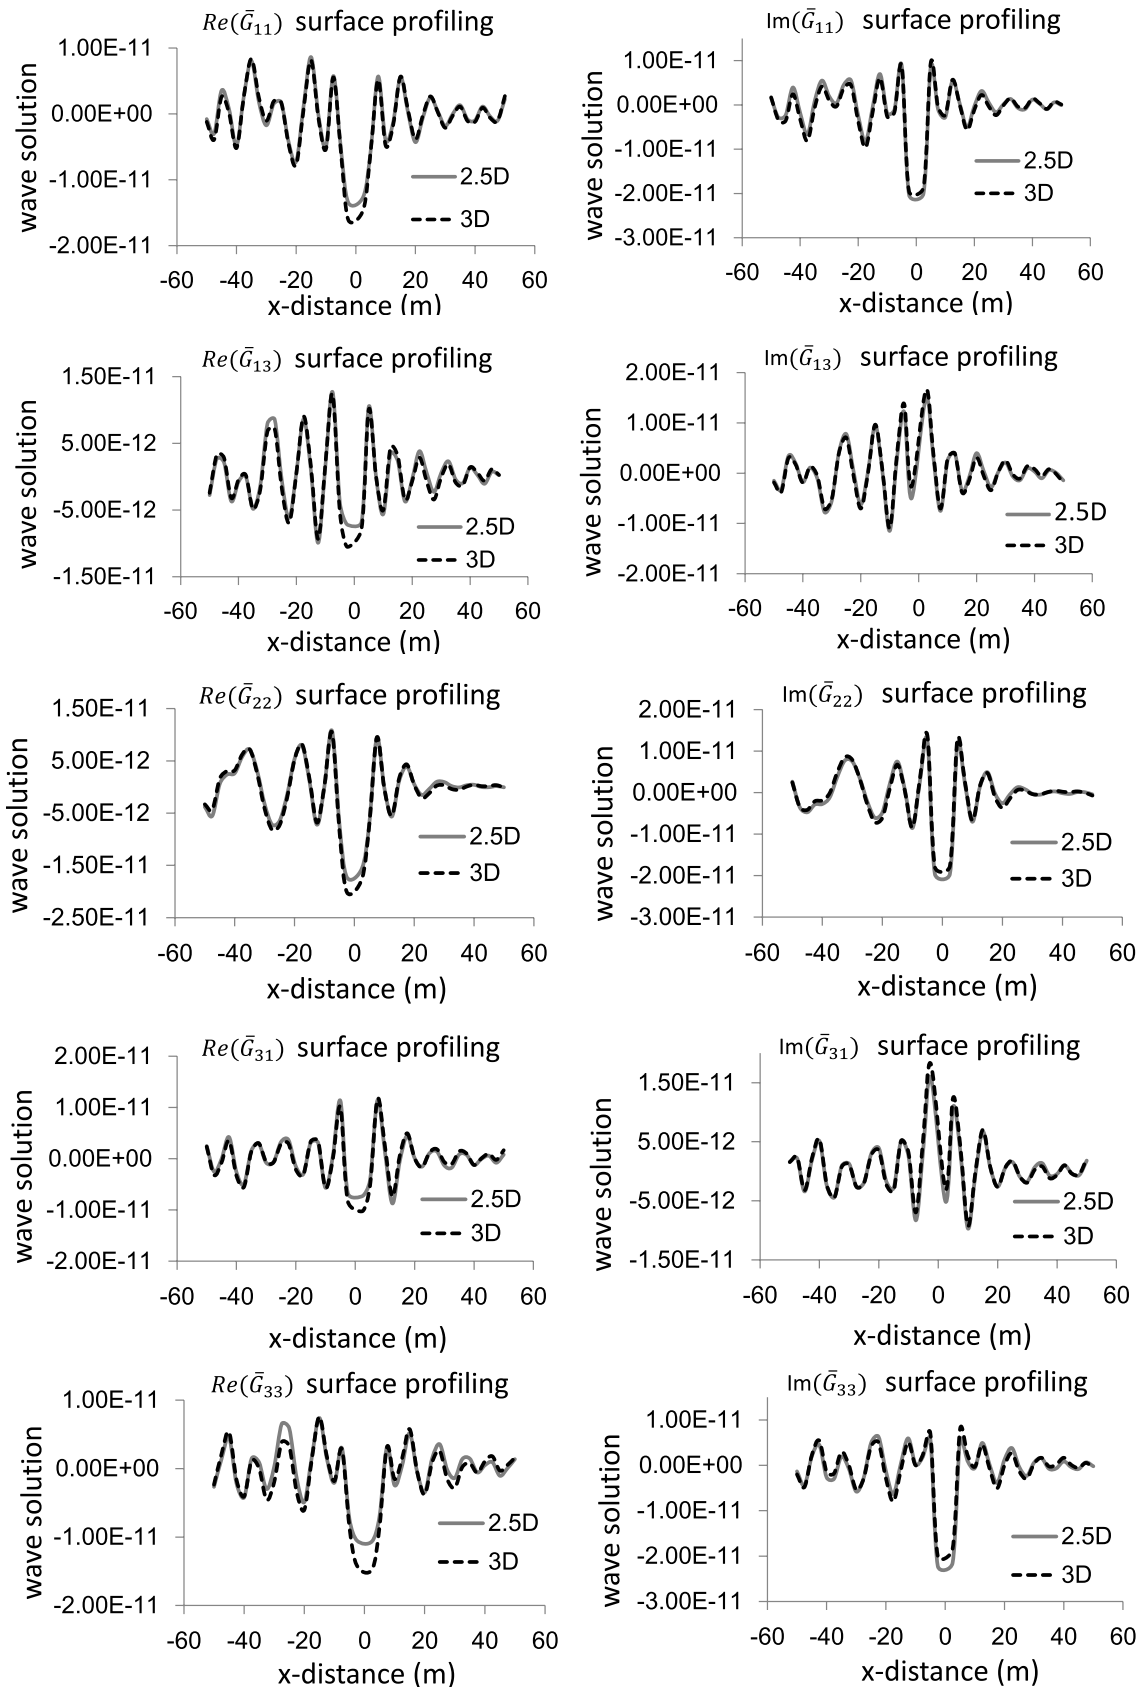 Re(Ḡ₁₁) surface profiling
1.00E-11
0.00E+00
-1.00E-11
-2.00E-11
wave solution
2.5D
3D
-60 -40 -20 0 20 40 60
x-distance (m)
Im(Ḡ₁₁) surface profiling
1.00E-11
0.00E+00
-1.00E-11
-2.00E-11
-3.00E-11
wave solution
2.5D
3D
-60 -40 -20 0 20 40 60
x-distance (m)
Re(Ḡ₁₃) surface profiling
1.50E-11
5.00E-12
-5.00E-12
-1.50E-11
wave solution
2.5D
3D
-60 -40 -20 0 20 40 60
x-distance (m)
Im(Ḡ₁₃) surface profiling
2.00E-11
1.00E-11
0.00E+00
-1.00E-11
-2.00E-11
wave solution
2.5D
3D
-60 -40 -20 0 20 40 60
x-distance (m)
Re(Ḡ₂₂) surface profiling
1.50E-11
5.00E-12
-5.00E-12
-1.50E-11
-2.50E-11
wave solution
2.5D
3D
-60 -40 -20 0 20 40 60
x-distance (m)
Im(Ḡ₂₂) surface profiling
2.00E-11
1.00E-11
0.00E+00
-1.00E-11
-2.00E-11
-3.00E-11
wave solution
2.5D
3D
-60 -40 -20 0 20 40 60
x-distance (m)
Re(Ḡ₃₁) surface profiling
2.00E-11
1.00E-11
0.00E+00
-1.00E-11
-2.00E-11
wave solution
2.5D
3D
-60 -40 -20 0 20 40 60
x-distance (m)
Im(Ḡ₃₁) surface profiling
1.50E-11
5.00E-12
-5.00E-12
-1.50E-11
wave solution
2.5D
3D
-60 -40 -20 0 20 40 60
x-distance (m)
Re(Ḡ₃₃) surface profiling
1.00E-11
0.00E+00
-1.00E-11
-2.00E-11
wave solution
2.5D
3D
-60 -40 -20 0 20 40 60
x-distance (m)
Im(Ḡ₃₃) surface profiling
1.00E-11
0.00E+00
-1.00E-11
-2.00E-11
-3.00E-11
wave solution
2.5D
3D
-60 -40 -20 0 20 40 60
x-distance (m)